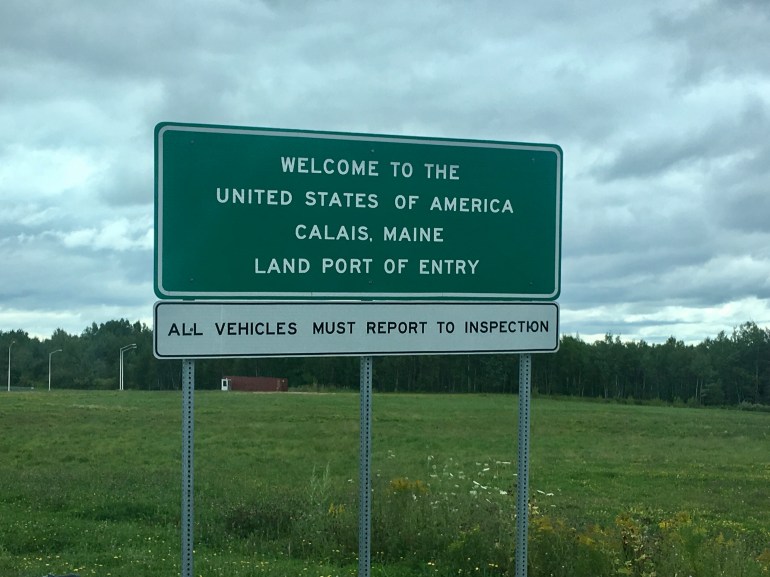 WELCOME TO THE
UNITED STATES OF AMERICA
CALAIS, MAINE
LAND PORT OF ENTRY
ALL VEHICLES MUST REPORT TO INSPECTION